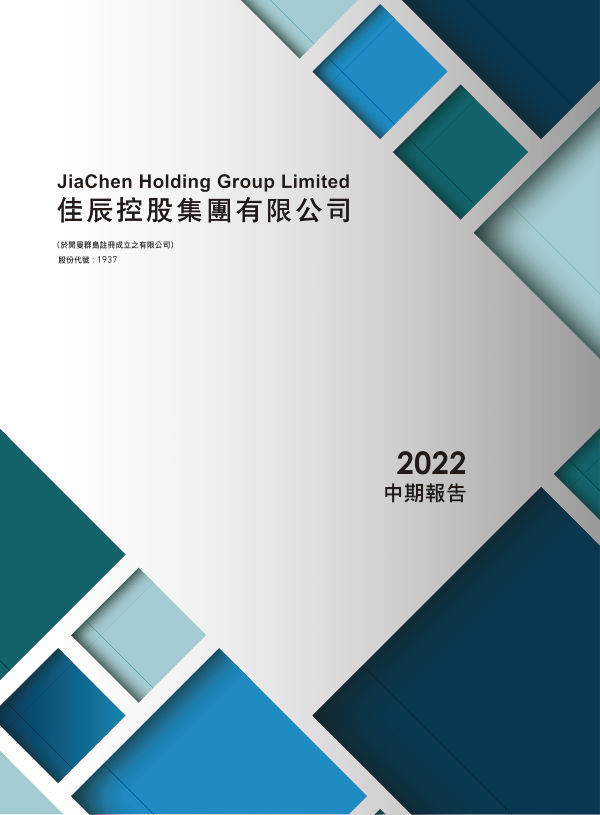 JiaChen Holding Group Limited
佳辰控股集團有限公司
(於開曼群島註冊成立之有限公司)
股份代號 : 1937
2022
中期報告